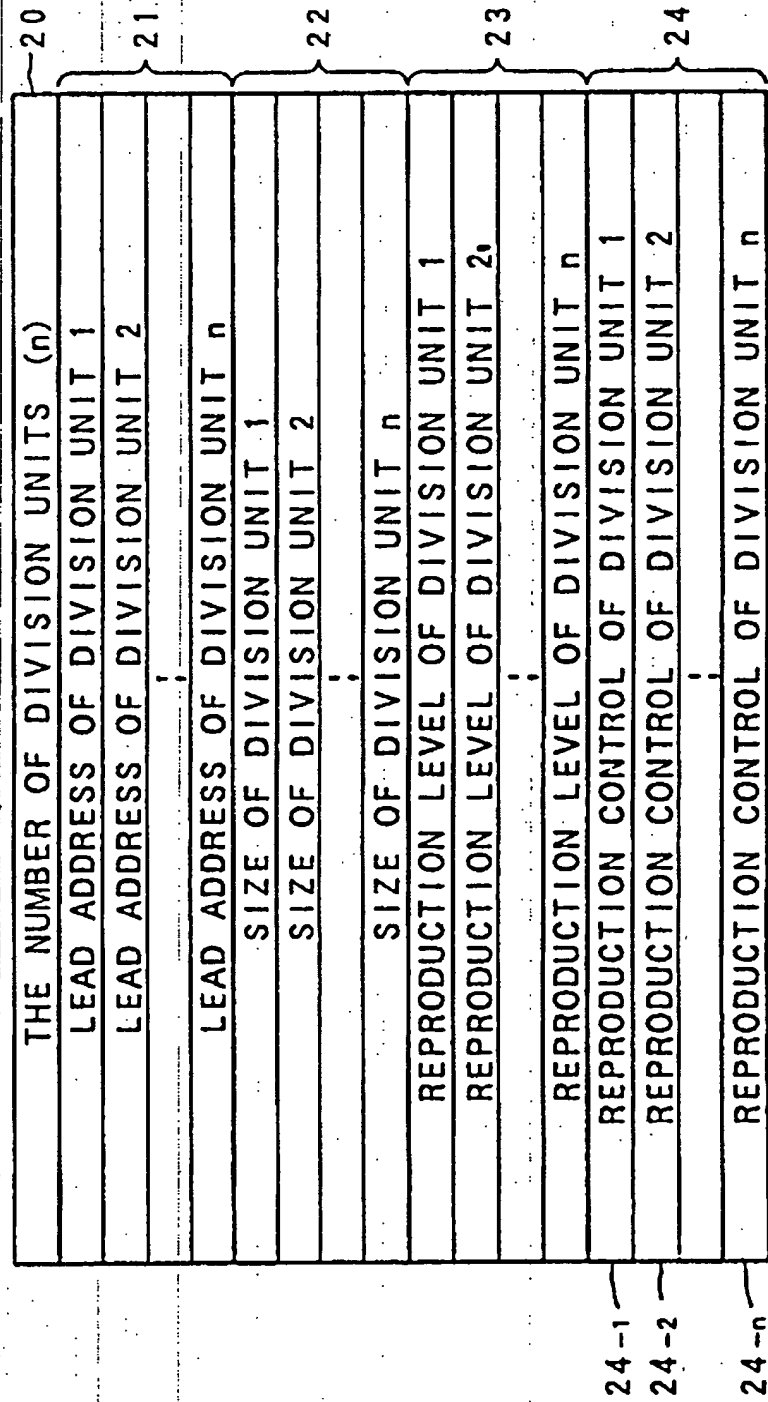 THE NUMBER OF DIVISION UNITS (n) 20
LEAD ADDRESS OF DIVISION UNIT 1
LEAD ADDRESS OF DIVISION UNIT 2
21
LEAD ADDRESS OF DIVISION UNIT n
SIZE OF DIVISION UNIT 1
SIZE OF DIVISION UNIT 2
22
SIZE OF DIVISION UNIT n
REPRODUCTION LEVEL OF DIVISION UNIT 1
REPRODUCTION LEVEL OF DIVISION UNIT 2
23
REPRODUCTION LEVEL OF DIVISION UNIT n
24-1 REPRODUCTION CONTROL OF DIVISION UNIT 1
24-2 REPRODUCTION CONTROL OF DIVISION UNIT 2
24
24-n REPRODUCTION CONTROL OF DIVISION UNIT n